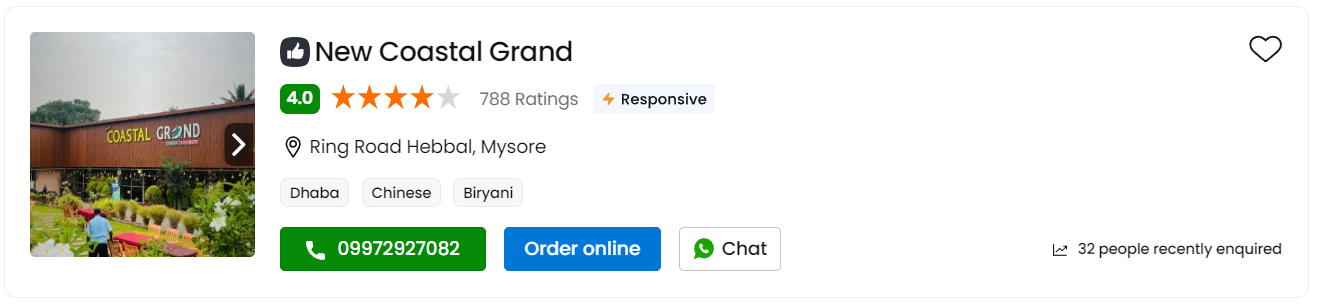 COASTAL GRAND
New Coastal Grand
4.0 788 Ratings Responsive
Ring Road Hebbal, Mysore
Dhaba Chinese Biryani
09972927082 Order online Chat 32 people recently enquired